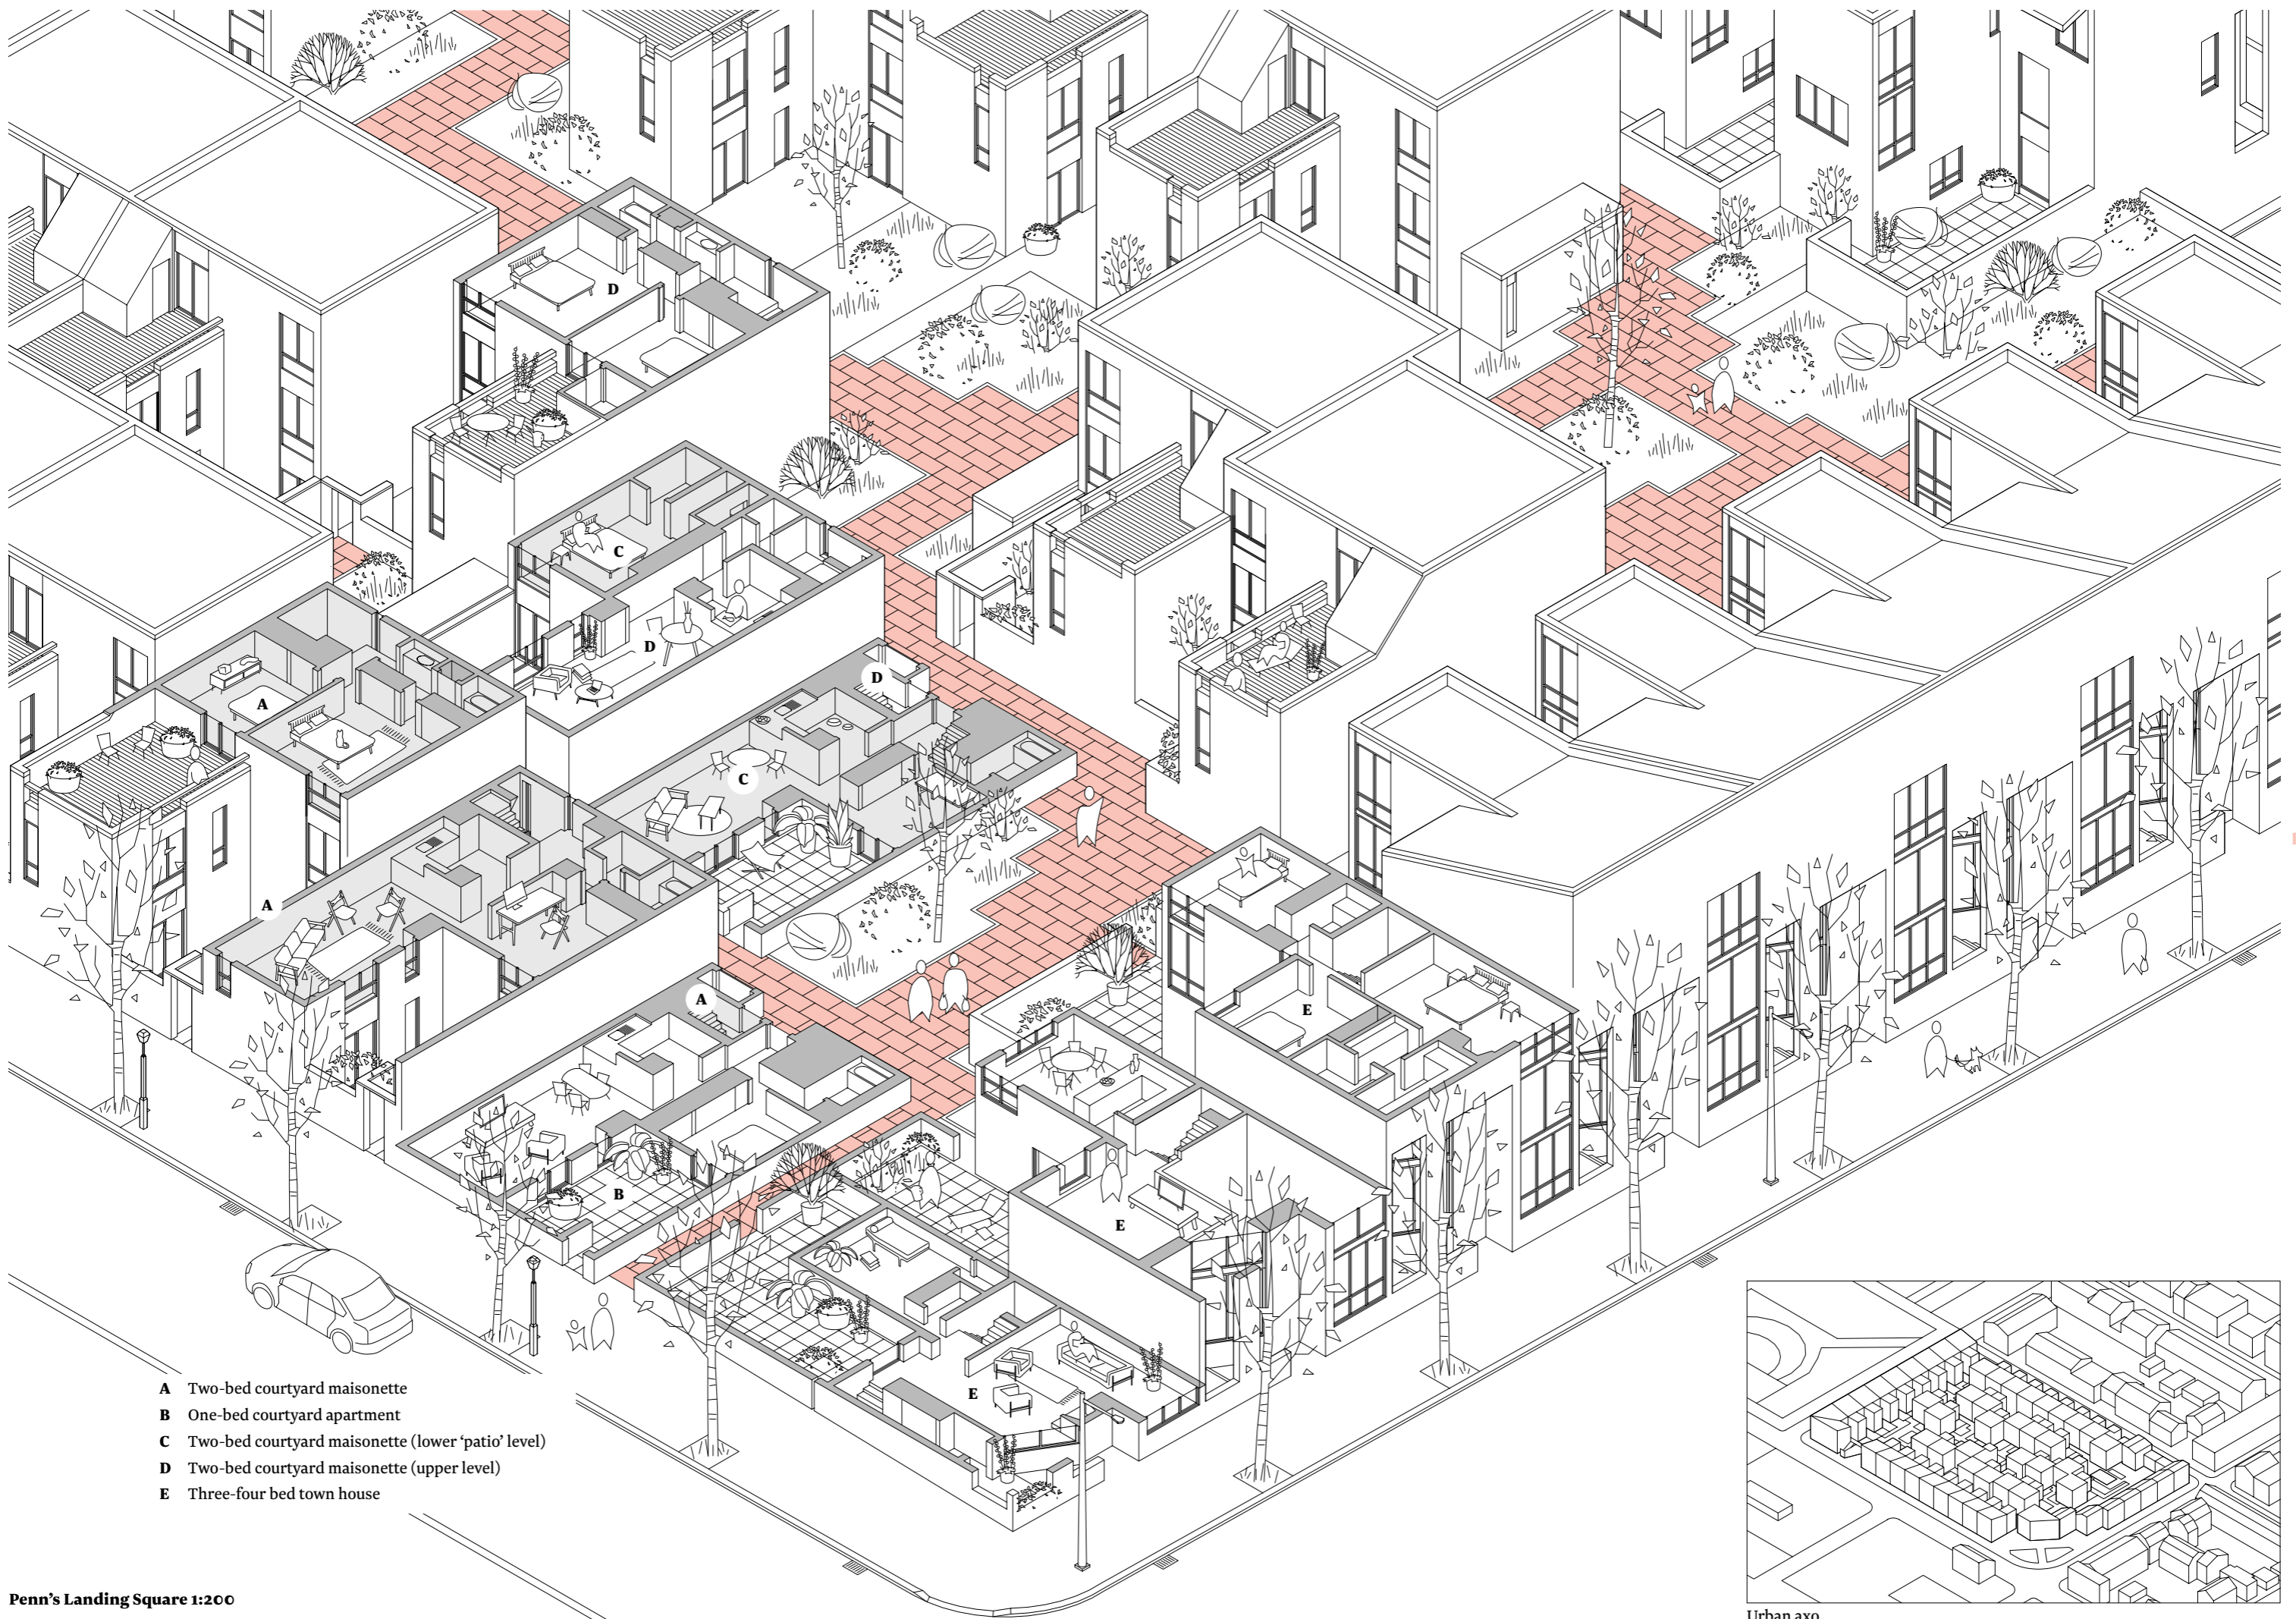 D
C
D
D
A
C
A
A
E
B
E
E
A Two-bed courtyard maisonette
B One-bed courtyard apartment
C Two-bed courtyard maisonette (lower ‘patio’ level)
D Two-bed courtyard maisonette (upper level)
E Three-four bed town house
Penn’s Landing Square 1:200
Urban axo